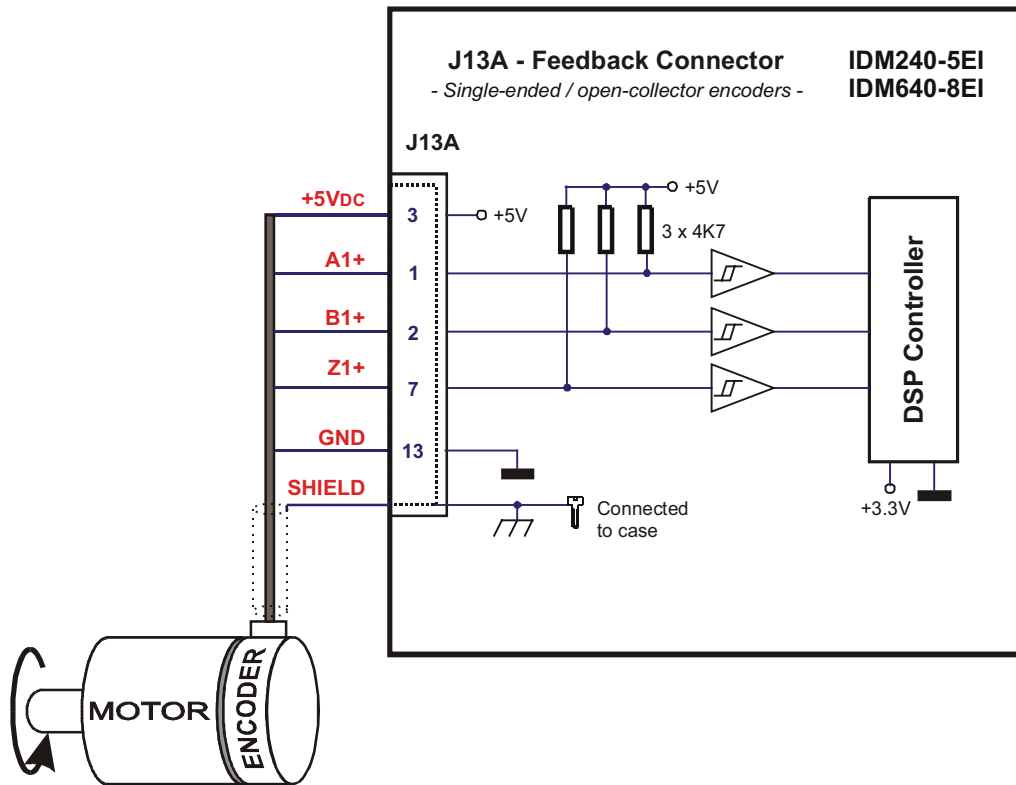 J13A - Feedback Connector
IDM240-5EI
- Single-ended / open-collector encoders -
IDM640-8EI
J13A
+5VDC
3
+5V
+5V
3 x 4K7
A1+
1
B1+
2
Z1+
7
GND
13
SHIELD
Connected
to case
DSP Controller
+3.3V
MOTOR
ENCODER